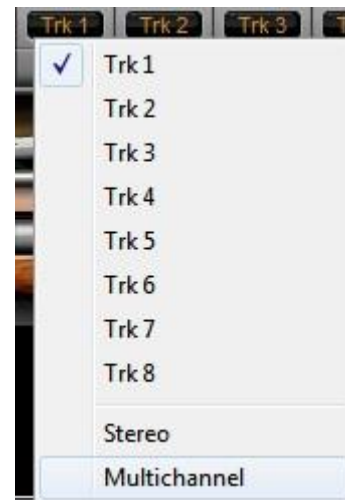 Trk 1 Trk 2 Trk 3
Trk 1
Trk 2
Trk 3
Trk 4
Trk 5
Trk 6
Trk 7
Trk 8
Stereo
Multichannel